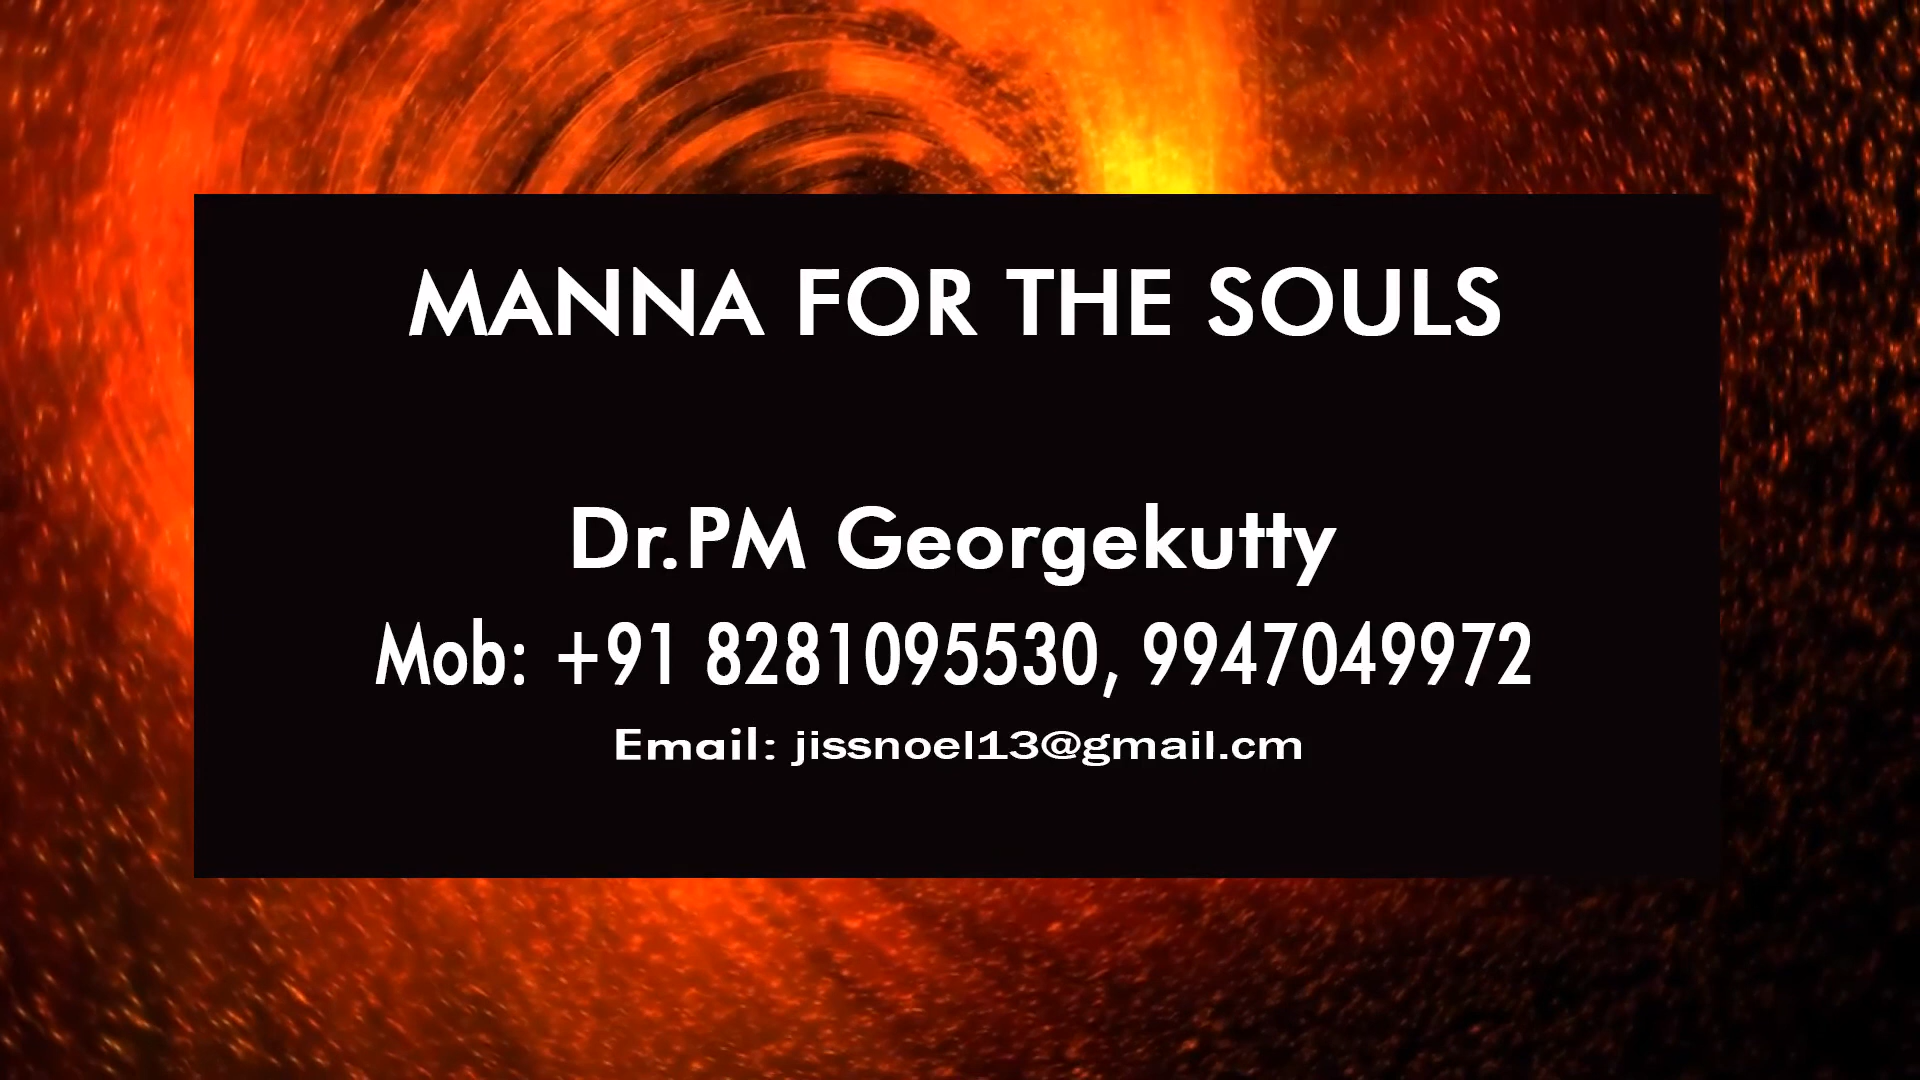 MANNA FOR THE SOULS
Dr.PM Georgekutty
Mob: +91 8281095530, 9947049972
Email: jissnoel13@gmail.cm